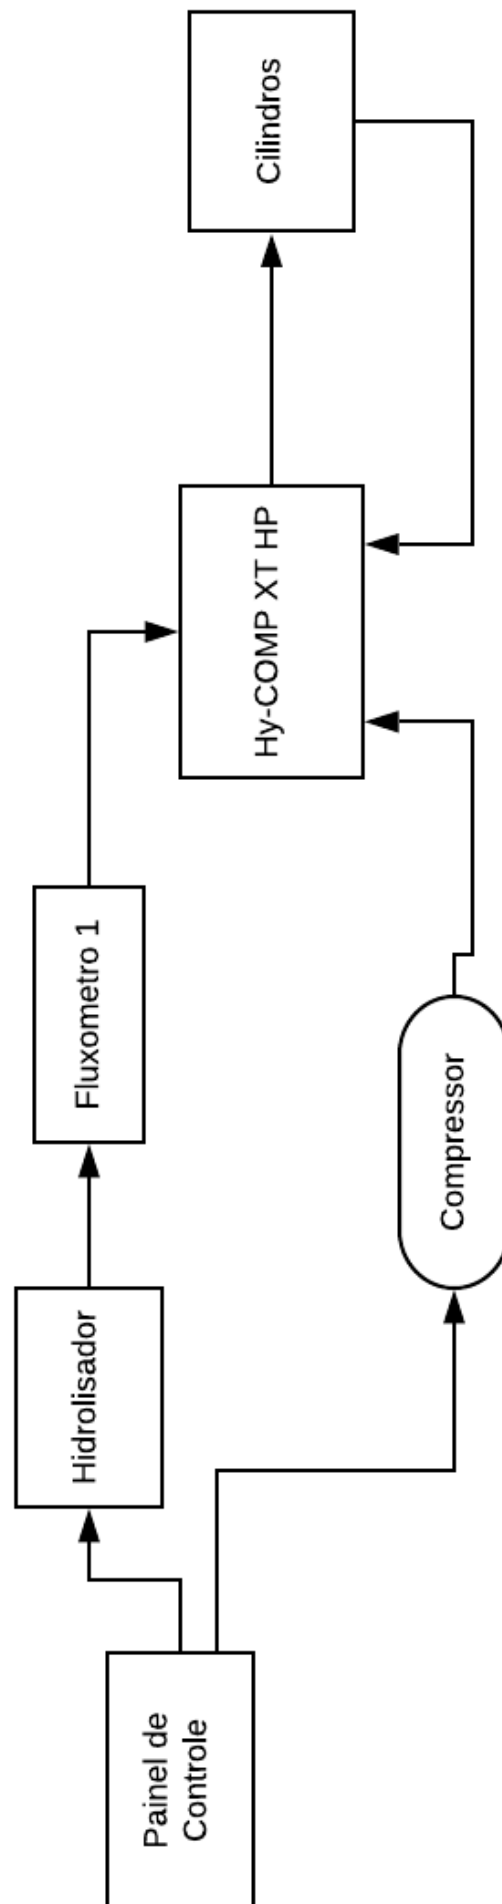 Painel de
Controle
Hidrolisador
Fluxometro 1
Compressor
Hy-COMP XT HP
Cilindros